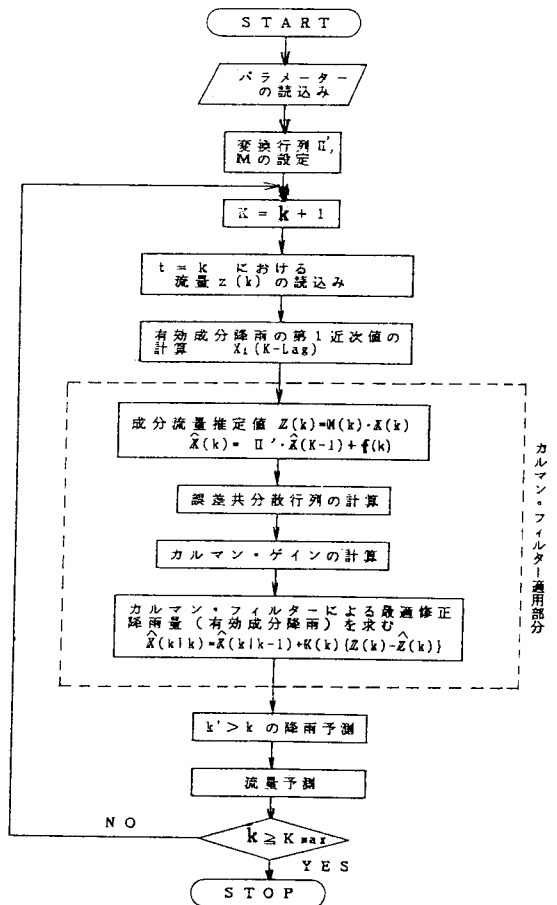 START
パラメーター
の読込み
変換行列Π',
Mの設定
K = k + 1
t = k における
流量z(k)の読込み
有効成分降雨の第1近次値の
計算 X₁(K-Lag)
成分流量推定値 Z(k)=M(k)·X(k)
X̂(k)= Π'·X̂(K-1)+f(k)
誤差共分散行列の計算
カルマン・ゲインの計算
カルマン・フィルターによる最適修正
降雨量(有効成分降雨)を求む
X̂(k|k)=X̂(k|k-1)+K(k){Z(k)-Ẑ(k)}
カルマン・フィルター適用部分
k'>kの降雨予測
流量予測
k≧Kmax
NO
YES
STOP